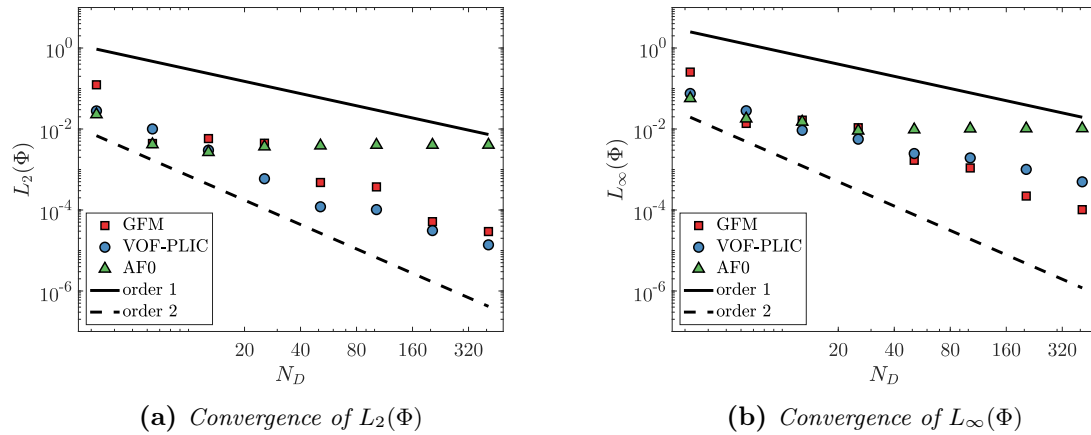 10^0
10^{-2}
10^{-4}
10^{-6}
L_2(Φ)
GFM
VOF-PLIC
AF0
order 1
order 2
20 40 80 160 320
N_D
(a) Convergence of L_2(Φ)
10^0
10^{-2}
10^{-4}
10^{-6}
L_∞(Φ)
GFM
VOF-PLIC
AF0
order 1
order 2
20 40 80 160 320
N_D
(b) Convergence of L_∞(Φ)